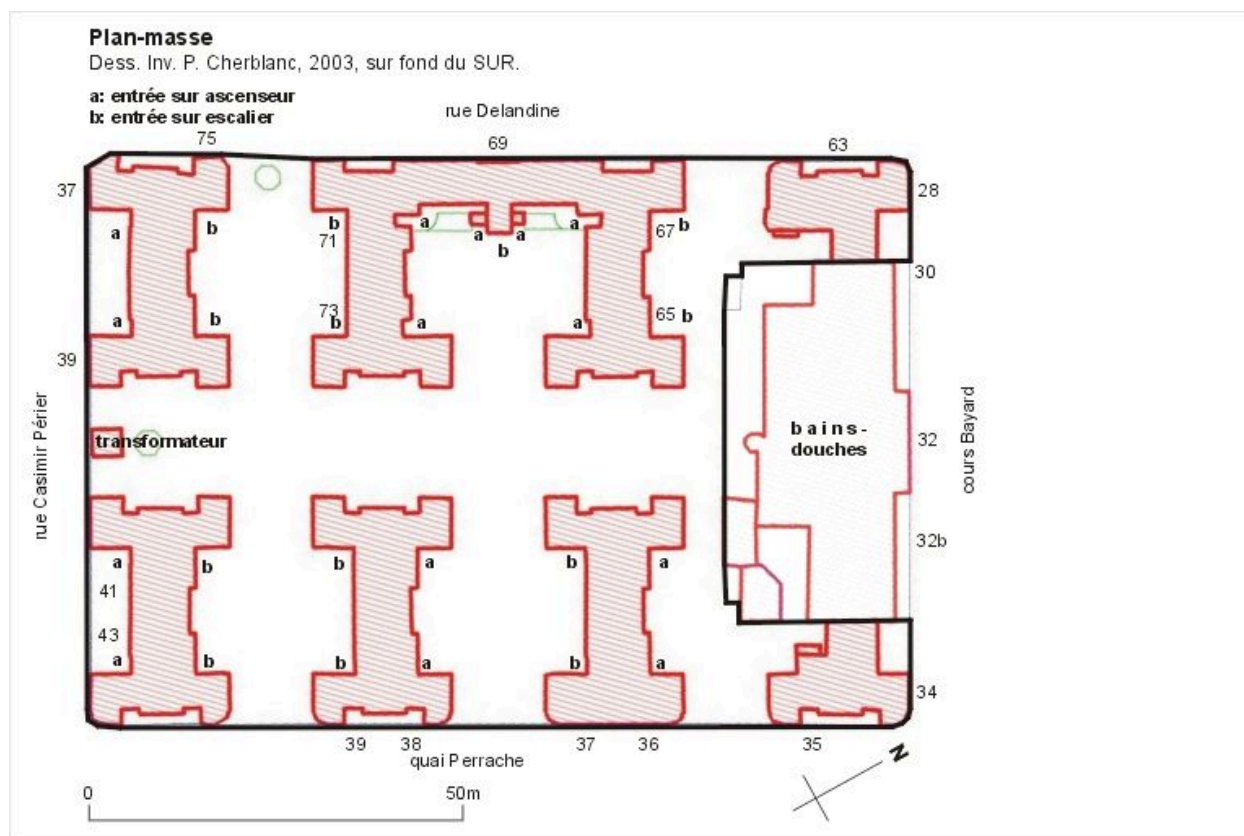 Plan-masse
Dess. Inv. P. Cherblanc, 2003, sur fond du SUR.
a: entrée sur ascenseur
b: entrée sur escalier
rue Delandine
75
69
63
37
28
a
b
b
71
a
a
a
a
b
67
b
30
a
b
73
b
a
a
65
b
39
rue Casimir Périer
transformateur
bains-
douches
32
cours Bayard
32b
a
b
b
a
b
a
41
43
a
b
b
a
b
a
34
39
38
37
36
35
quai Perrache
N
0
50m